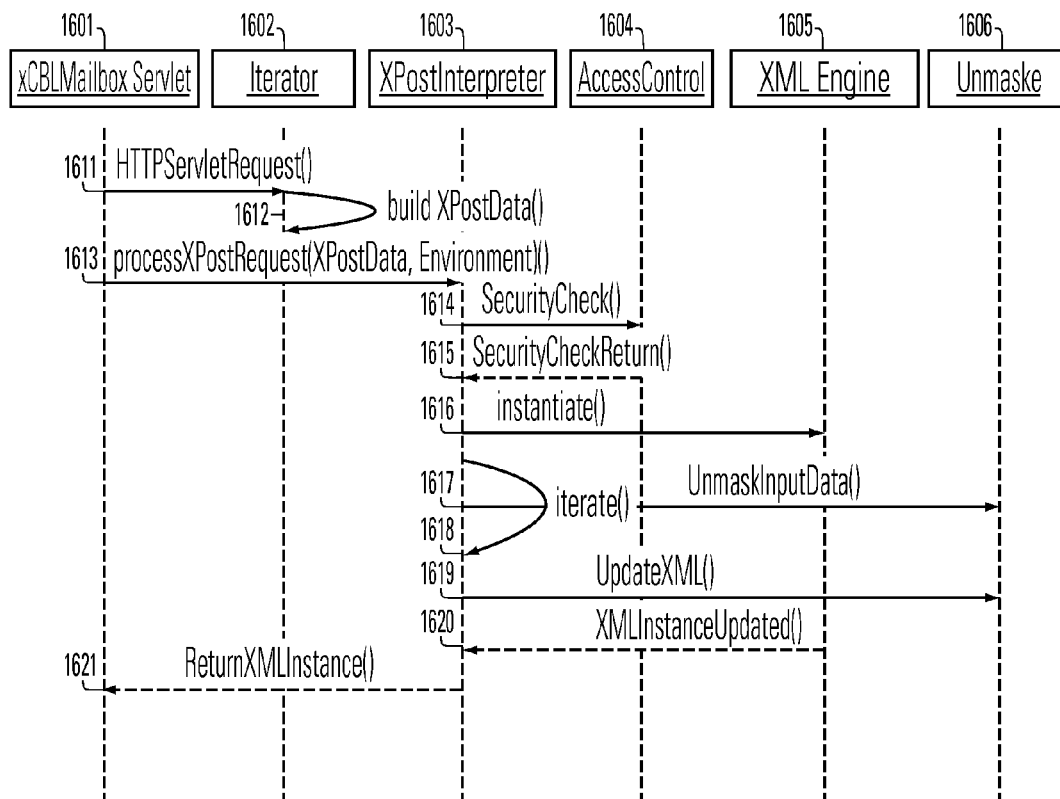 1601 1602 1603 1604 1605 1606
xCBLMailbox Servlet Iterator XPostInterpreter AccessControl XML Engine Unmaske
1611 HTTPServletRequest()
1612 build XPostData()
1613 processXPostRequest(XPostData, Environment)()
1614 SecurityCheck()
1615 SecurityCheckReturn()
1616 instantiate()
1617 iterate() UnmaskInputData()
1618
1619 UpdateXML()
1620 XMLInstanceUpdated()
1621 ReturnXMLInstance()